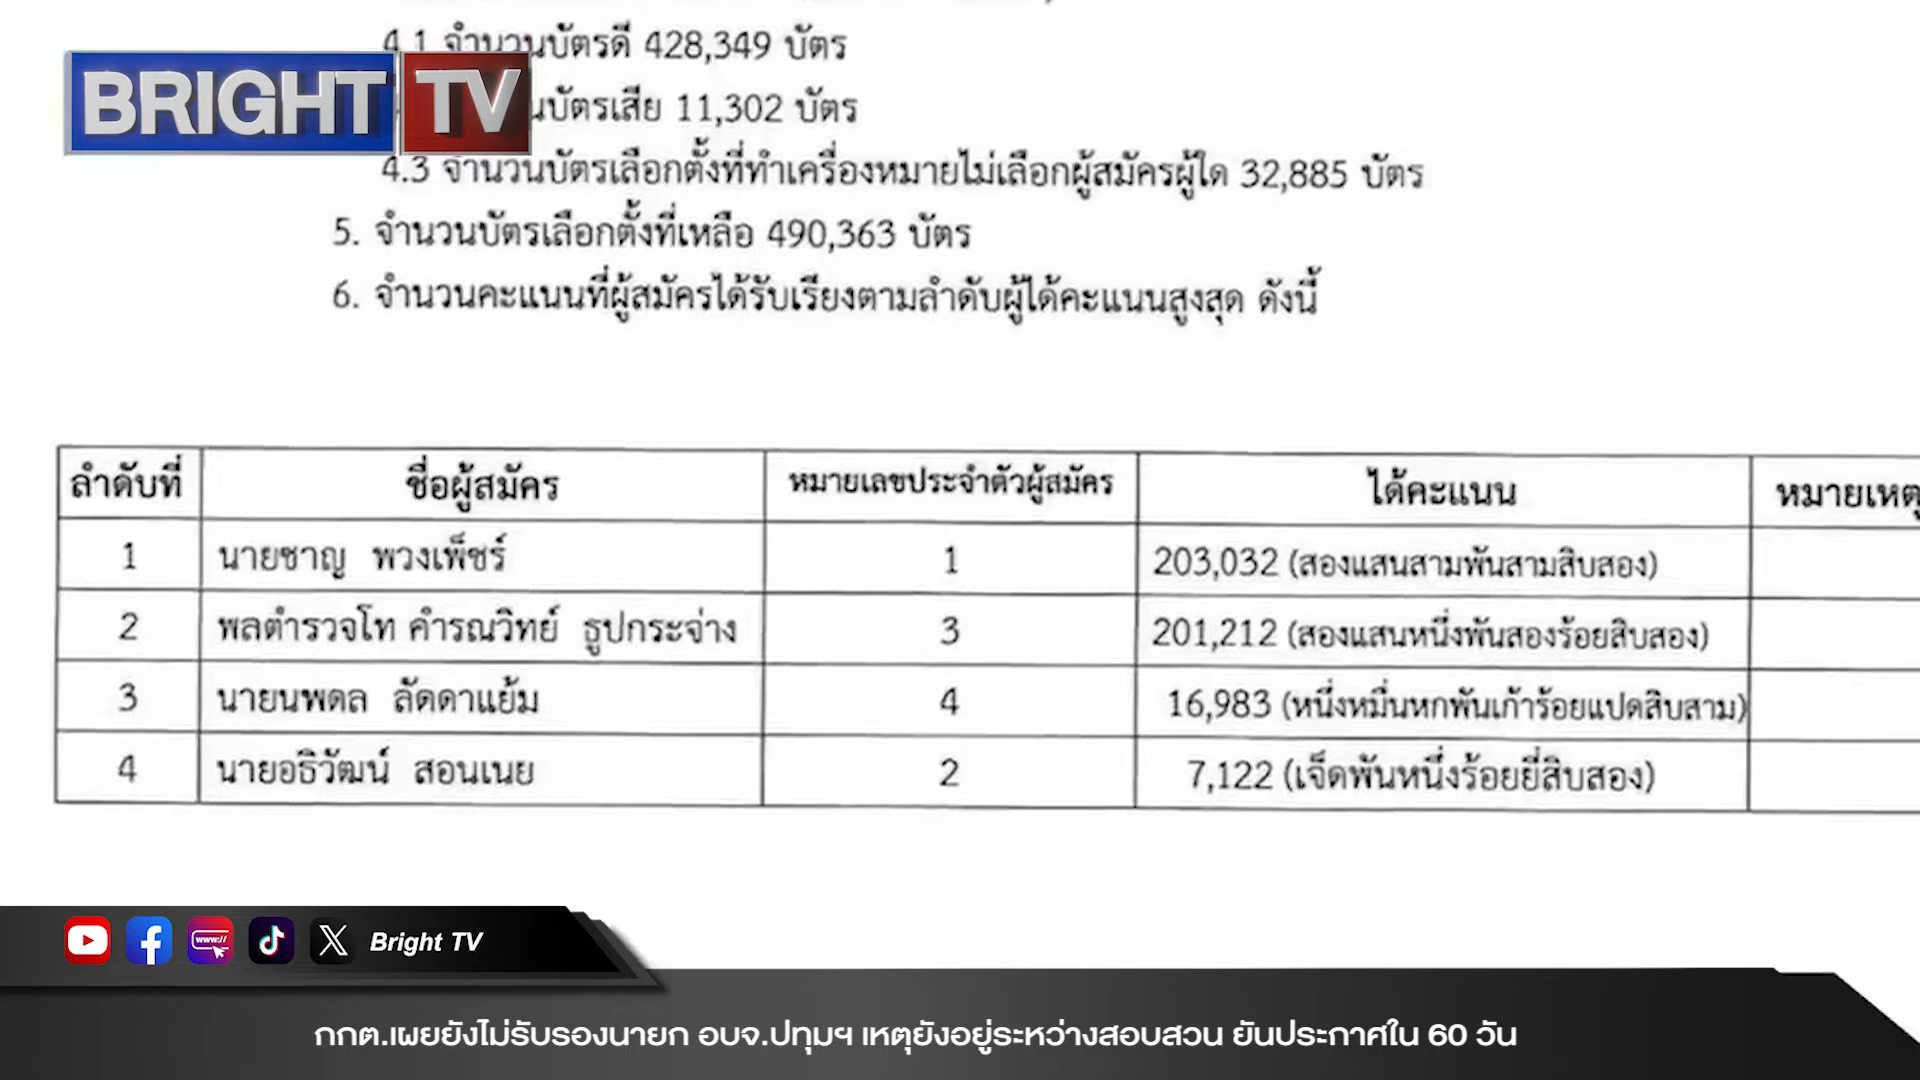 4.1 จำนวนบัตรดี 428,349 บัตร
BRIGHT TV
นบัตรเสีย 11,302 บัตร
4.3 จำนวนบัตรเลือกตั้งที่ทำเครื่องหมายไม่เลือกผู้สมัครผู้ใด 32,885 บัตร
5. จำนวนบัตรเลือกตั้งที่เหลือ 490,363 บัตร
6. จำนวนคะแนนที่ผู้สมัครได้รับเรียงตามลำดับผู้ได้คะแนนสูงสุด ดังนี้
ลำดับที่ ชื่อผู้สมัคร หมายเลขประจำตัวผู้สมัคร ได้คะแนน หมายเหตุ
1 นายชาญ พวงเพ็ชร์ 1 203,032 (สองแสนสามพันสามสิบสอง)
2 พลตำรวจโท คำรณวิทย์ ธูปกระจ่าง 3 201,212 (สองแสนหนึ่งพันสองร้อยสิบสอง)
3 นายนพดล ลัดดาแย้ม 4 16,983 (หนึ่งหมื่นหกพันเก้าร้อยแปดสิบสาม)
4 นายอธิวัฒน์ สอนเนย 2 7,122 (เจ็ดพันหนึ่งร้อยยี่สิบสอง)
www:// Bright TV
กกต.เผยยังไม่รับรองนายก อบจ.ปทุมฯ เหตุยังอยู่ระหว่างสอบสวน ยันประกาศใน 60 วัน